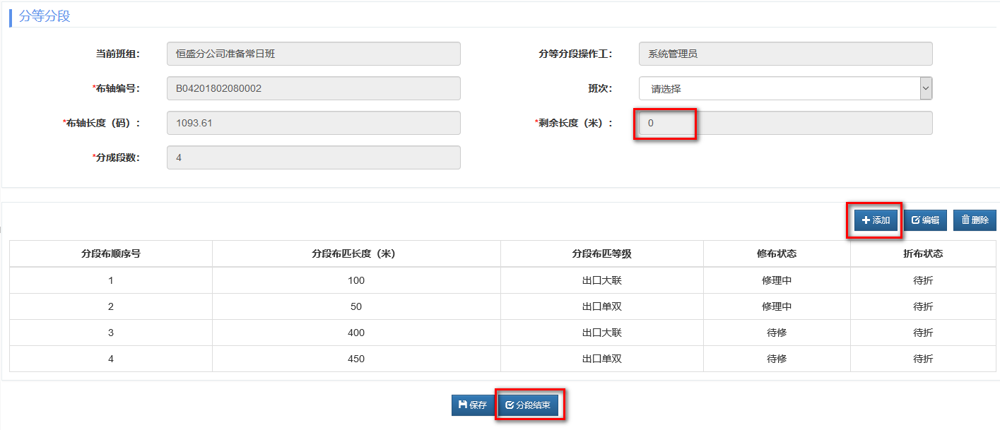 分等分段
当前班组： 恒盛分公司准备常日班 分等分段操作工： 系统管理员
*布轴编号： B04201802080002 班次： 请选择
*布轴长度（码）： 1093.61 *剩余长度（米）： 0
*分成段数： 4
添加 编辑 删除
分段布顺序号 分段布匹长度（米） 分段布匹等级 修布状态 折布状态
1 100 出口大联 修理中 待折
2 50 出口单双 修理中 待折
3 400 出口大联 待修 待折
4 450 出口单双 待修 待折
保存 分段结束